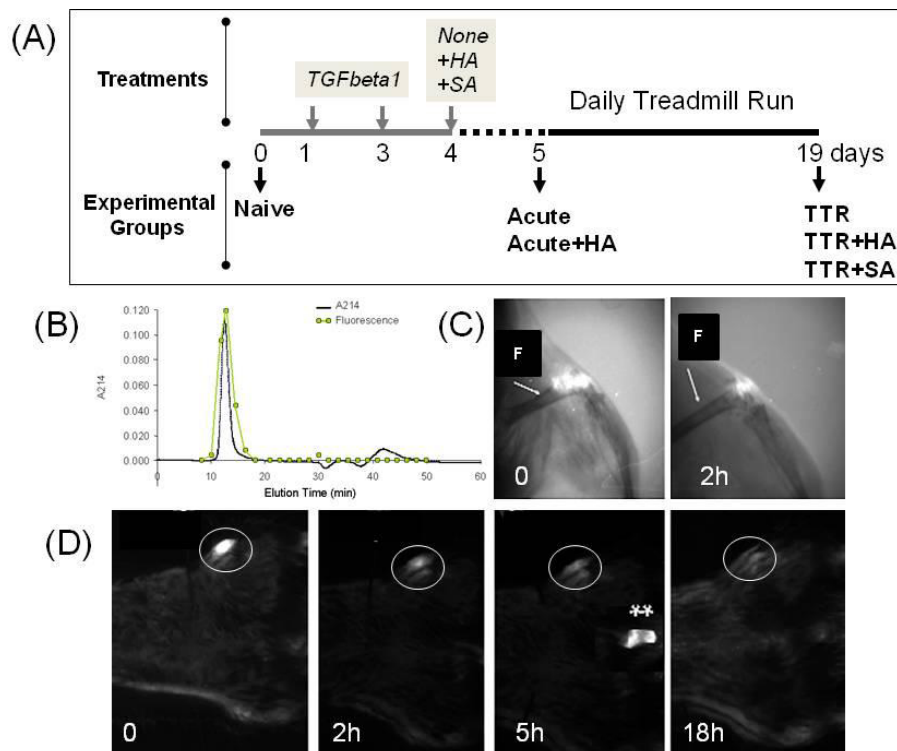 (A)
Treatments
TGFbeta1
None
+HA
+SA
Daily Treadmill Run
0 1 3 4 5 19 days
Experimental
Groups
Naive
Acute
Acute+HA
TTR
TTR+HA
TTR+SA
(B)
A214
Fluorescence
A214
0.120
0.100
0.080
0.060
0.040
0.020
0.000
0 10 20 30 40 50 60
Elution Time (min)
(C)
F
0
F
2h
(D)
0
2h
**
5h
18h